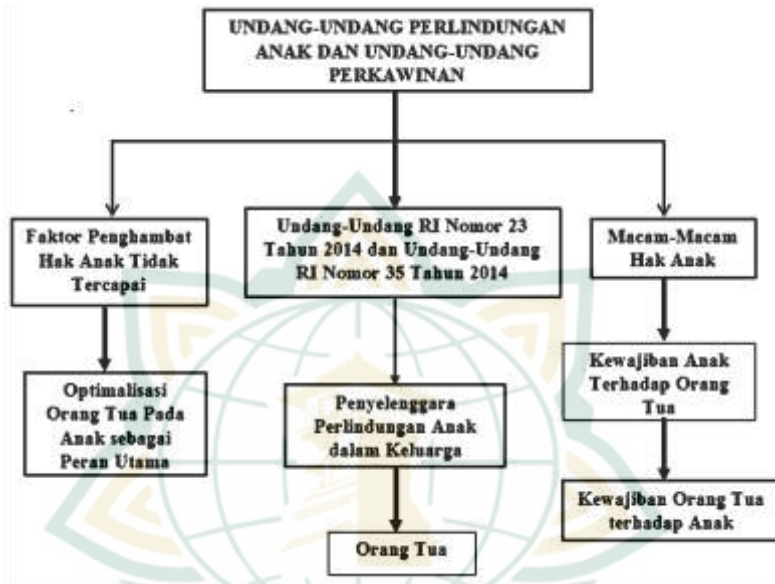 UNDANG-UNDANG PERLINDUNGAN
ANAK DAN UNDANG-UNDANG
PERKAWINAN
Faktor Penghambat
Hak Anak Tidak
Tercapai
Undang-Undang RI Nomor 23
Tahun 2014 dan Undang-Undang
RI Nomor 35 Tahun 2014
Macam-Macam
Hak Anak
Optimalisasi
Orang Tua Pada
Anak sebagai
Peran Utama
Penyelenggara
Perlindungan Anak
dalam Keluarga
Kewajiban Anak
Terhadap Orang
Tua
Orang Tua
Kewajiban Orang Tua
terhadap Anak